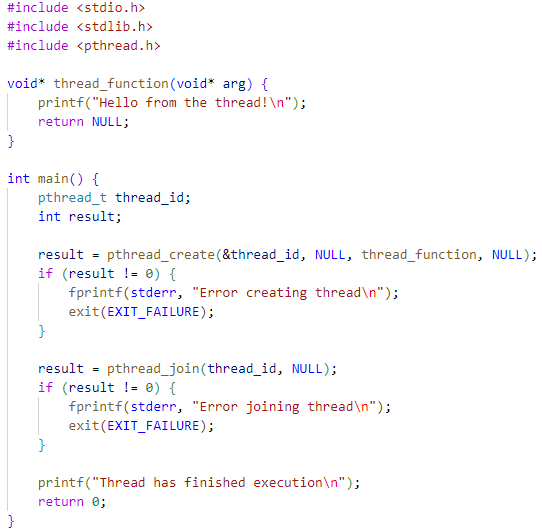 #include <stdio.h>
#include <stdlib.h>
#include <pthread.h>

void* thread_function(void* arg) {
    printf("Hello from the thread!\n");
    return NULL;
}

int main() {
    pthread_t thread_id;
    int result;

    result = pthread_create(&thread_id, NULL, thread_function, NULL);
    if (result != 0) {
        fprintf(stderr, "Error creating thread\n");
        exit(EXIT_FAILURE);
    }

    result = pthread_join(thread_id, NULL);
    if (result != 0) {
        fprintf(stderr, "Error joining thread\n");
        exit(EXIT_FAILURE);
    }

    printf("Thread has finished execution\n");
    return 0;
}